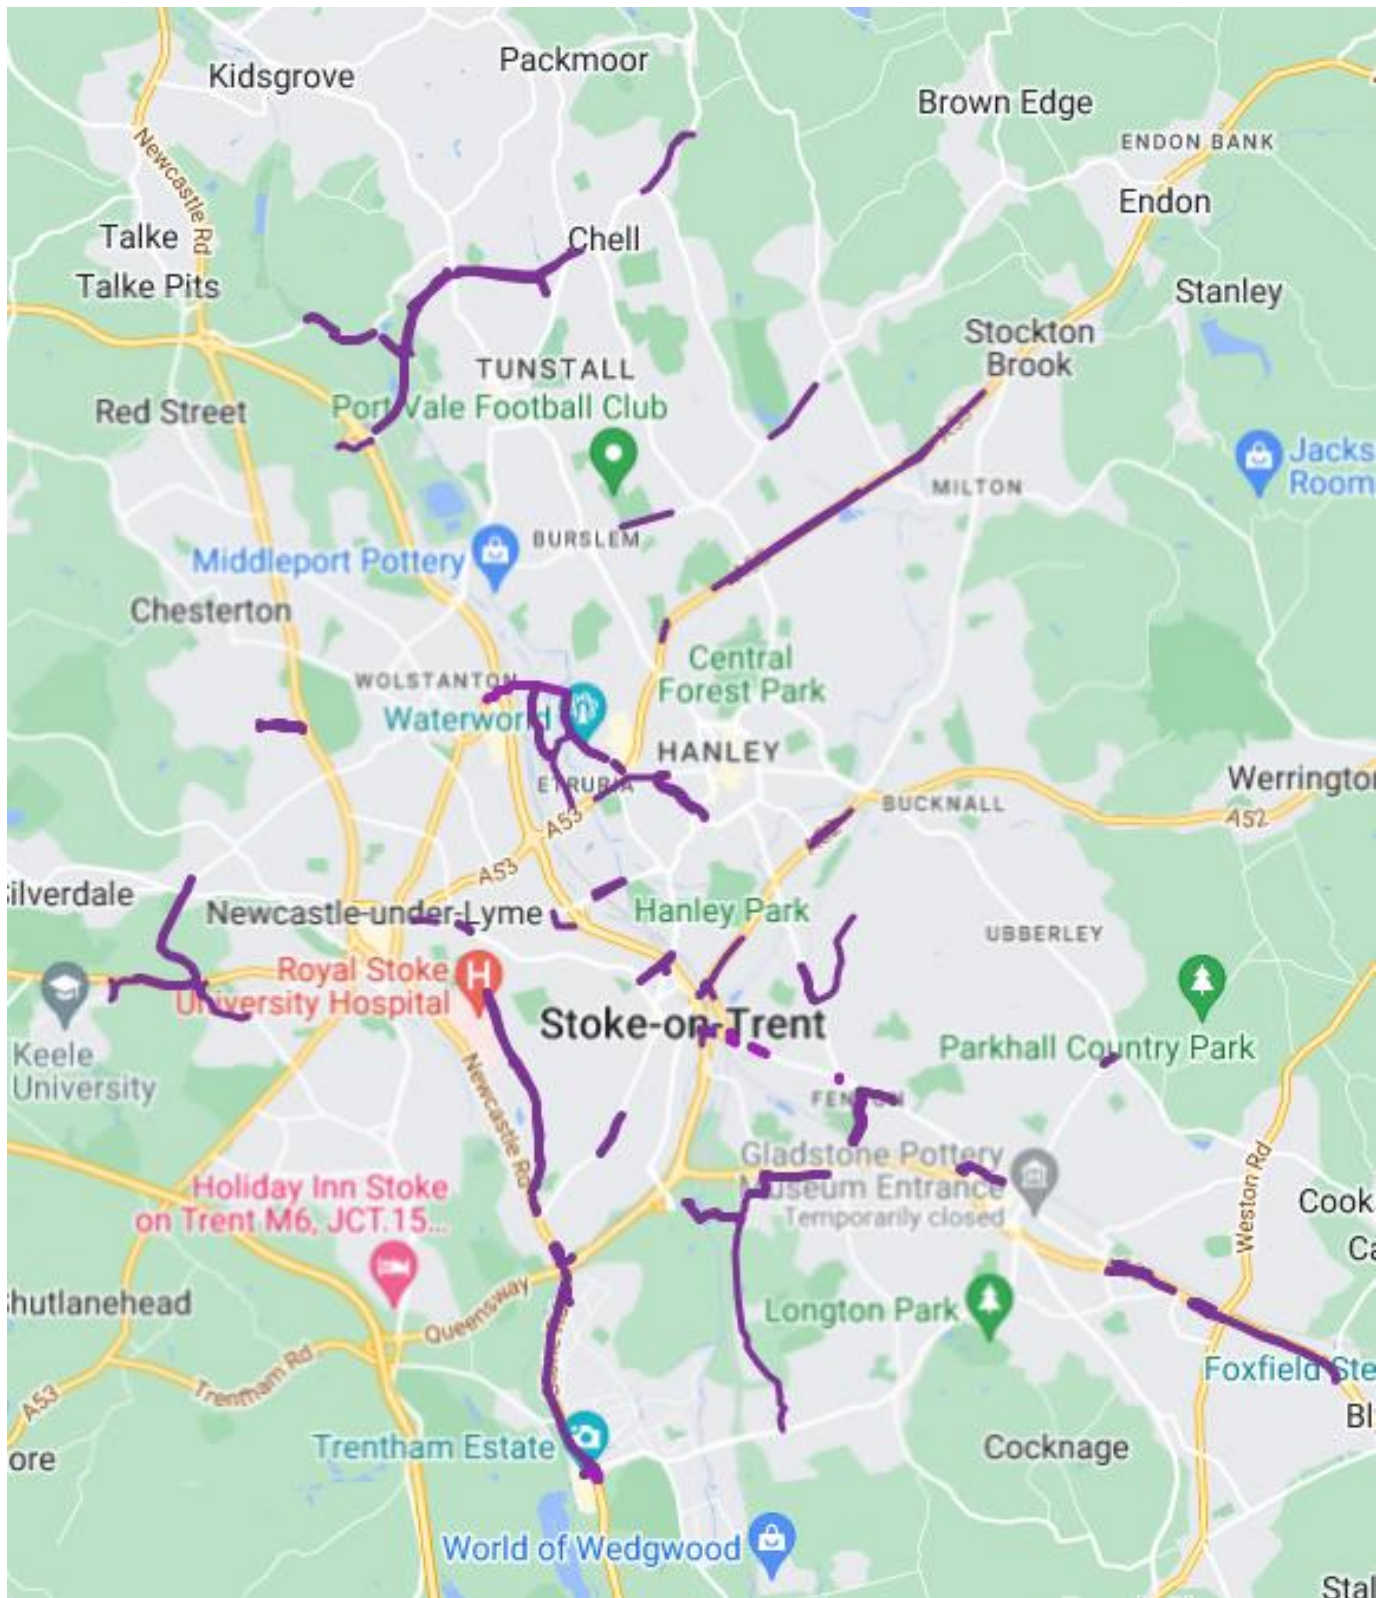 Packmoor
Kidsgrove
Brown Edge
ENDON BANK
Newcastle Rd
Endon
Talke
Chell
Talke Pits
Stanley
Stockton
Brook
TUNSTALL
Red Street
Port Vale Football Club
Jacks
Room
MILTON
BURSLEM
Middleport Pottery
Chesterton
Central
Forest Park
WOLSTANTON
Waterworld
HANLEY
Werrington
ETRURIA
BUCKNALL
A53
A52
A53
Silverdale
Newcastle-under-Lyme
Hanley Park
UBBERLEY
Royal Stoke
University Hospital
Stoke-on-Trent
Keele
University
Parkhall Country Park
Newcastle Rd
FENTON
Gladstone Pottery
Museum Entrance
Temporarily closed
Weston Rd
Holiday Inn Stoke
on Trent M6, JCT.15...
Cook
Ca
Shutlanehead
Queensway
Longton Park
Trentham Rd
A53
Foxfield Ste
Bl
ore
Trentham Estate
Cocknage
World of Wedgwood
Stal